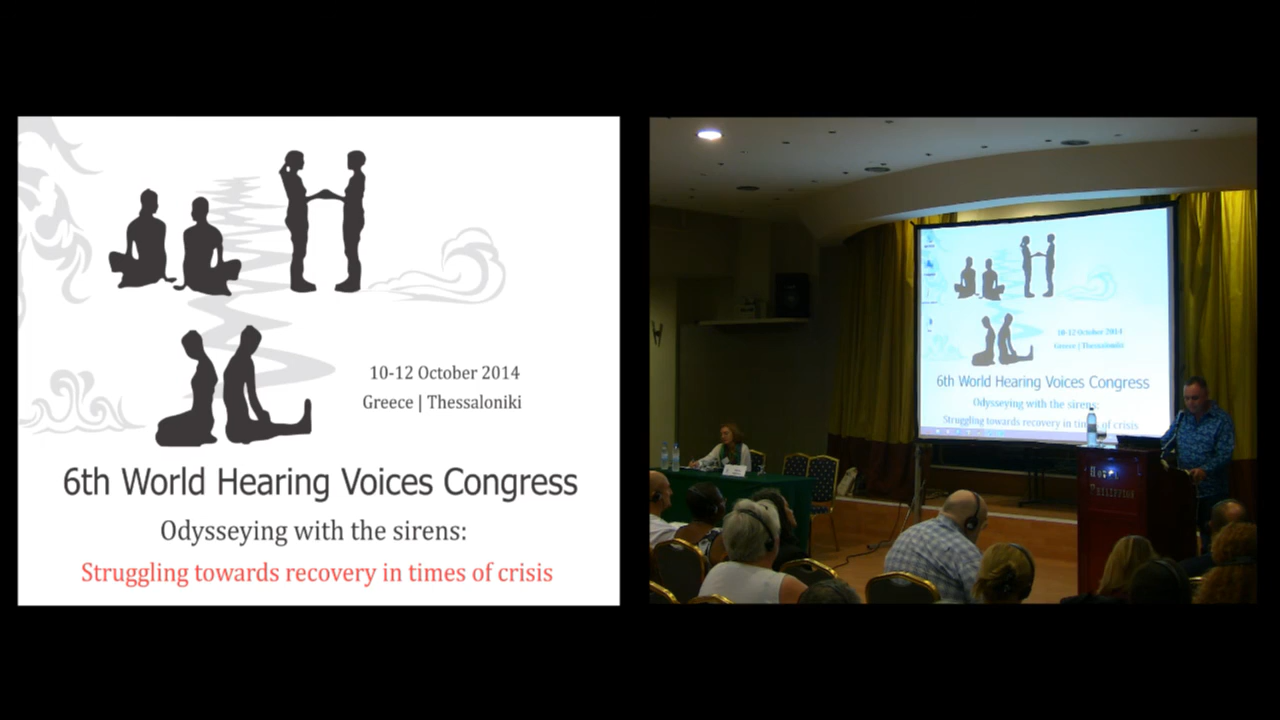 10-12 October 2014
Greece | Thessaloniki
6th World Hearing Voices Congress
Odysseying with the sirens:
Struggling towards recovery in times of crisis
10-12 October 2014
Greece | Thessaloniki
6th World Hearing Voices Congress
Odysseying with the sirens:
Struggling towards recovery in times of crisis
Hotel
Philippion